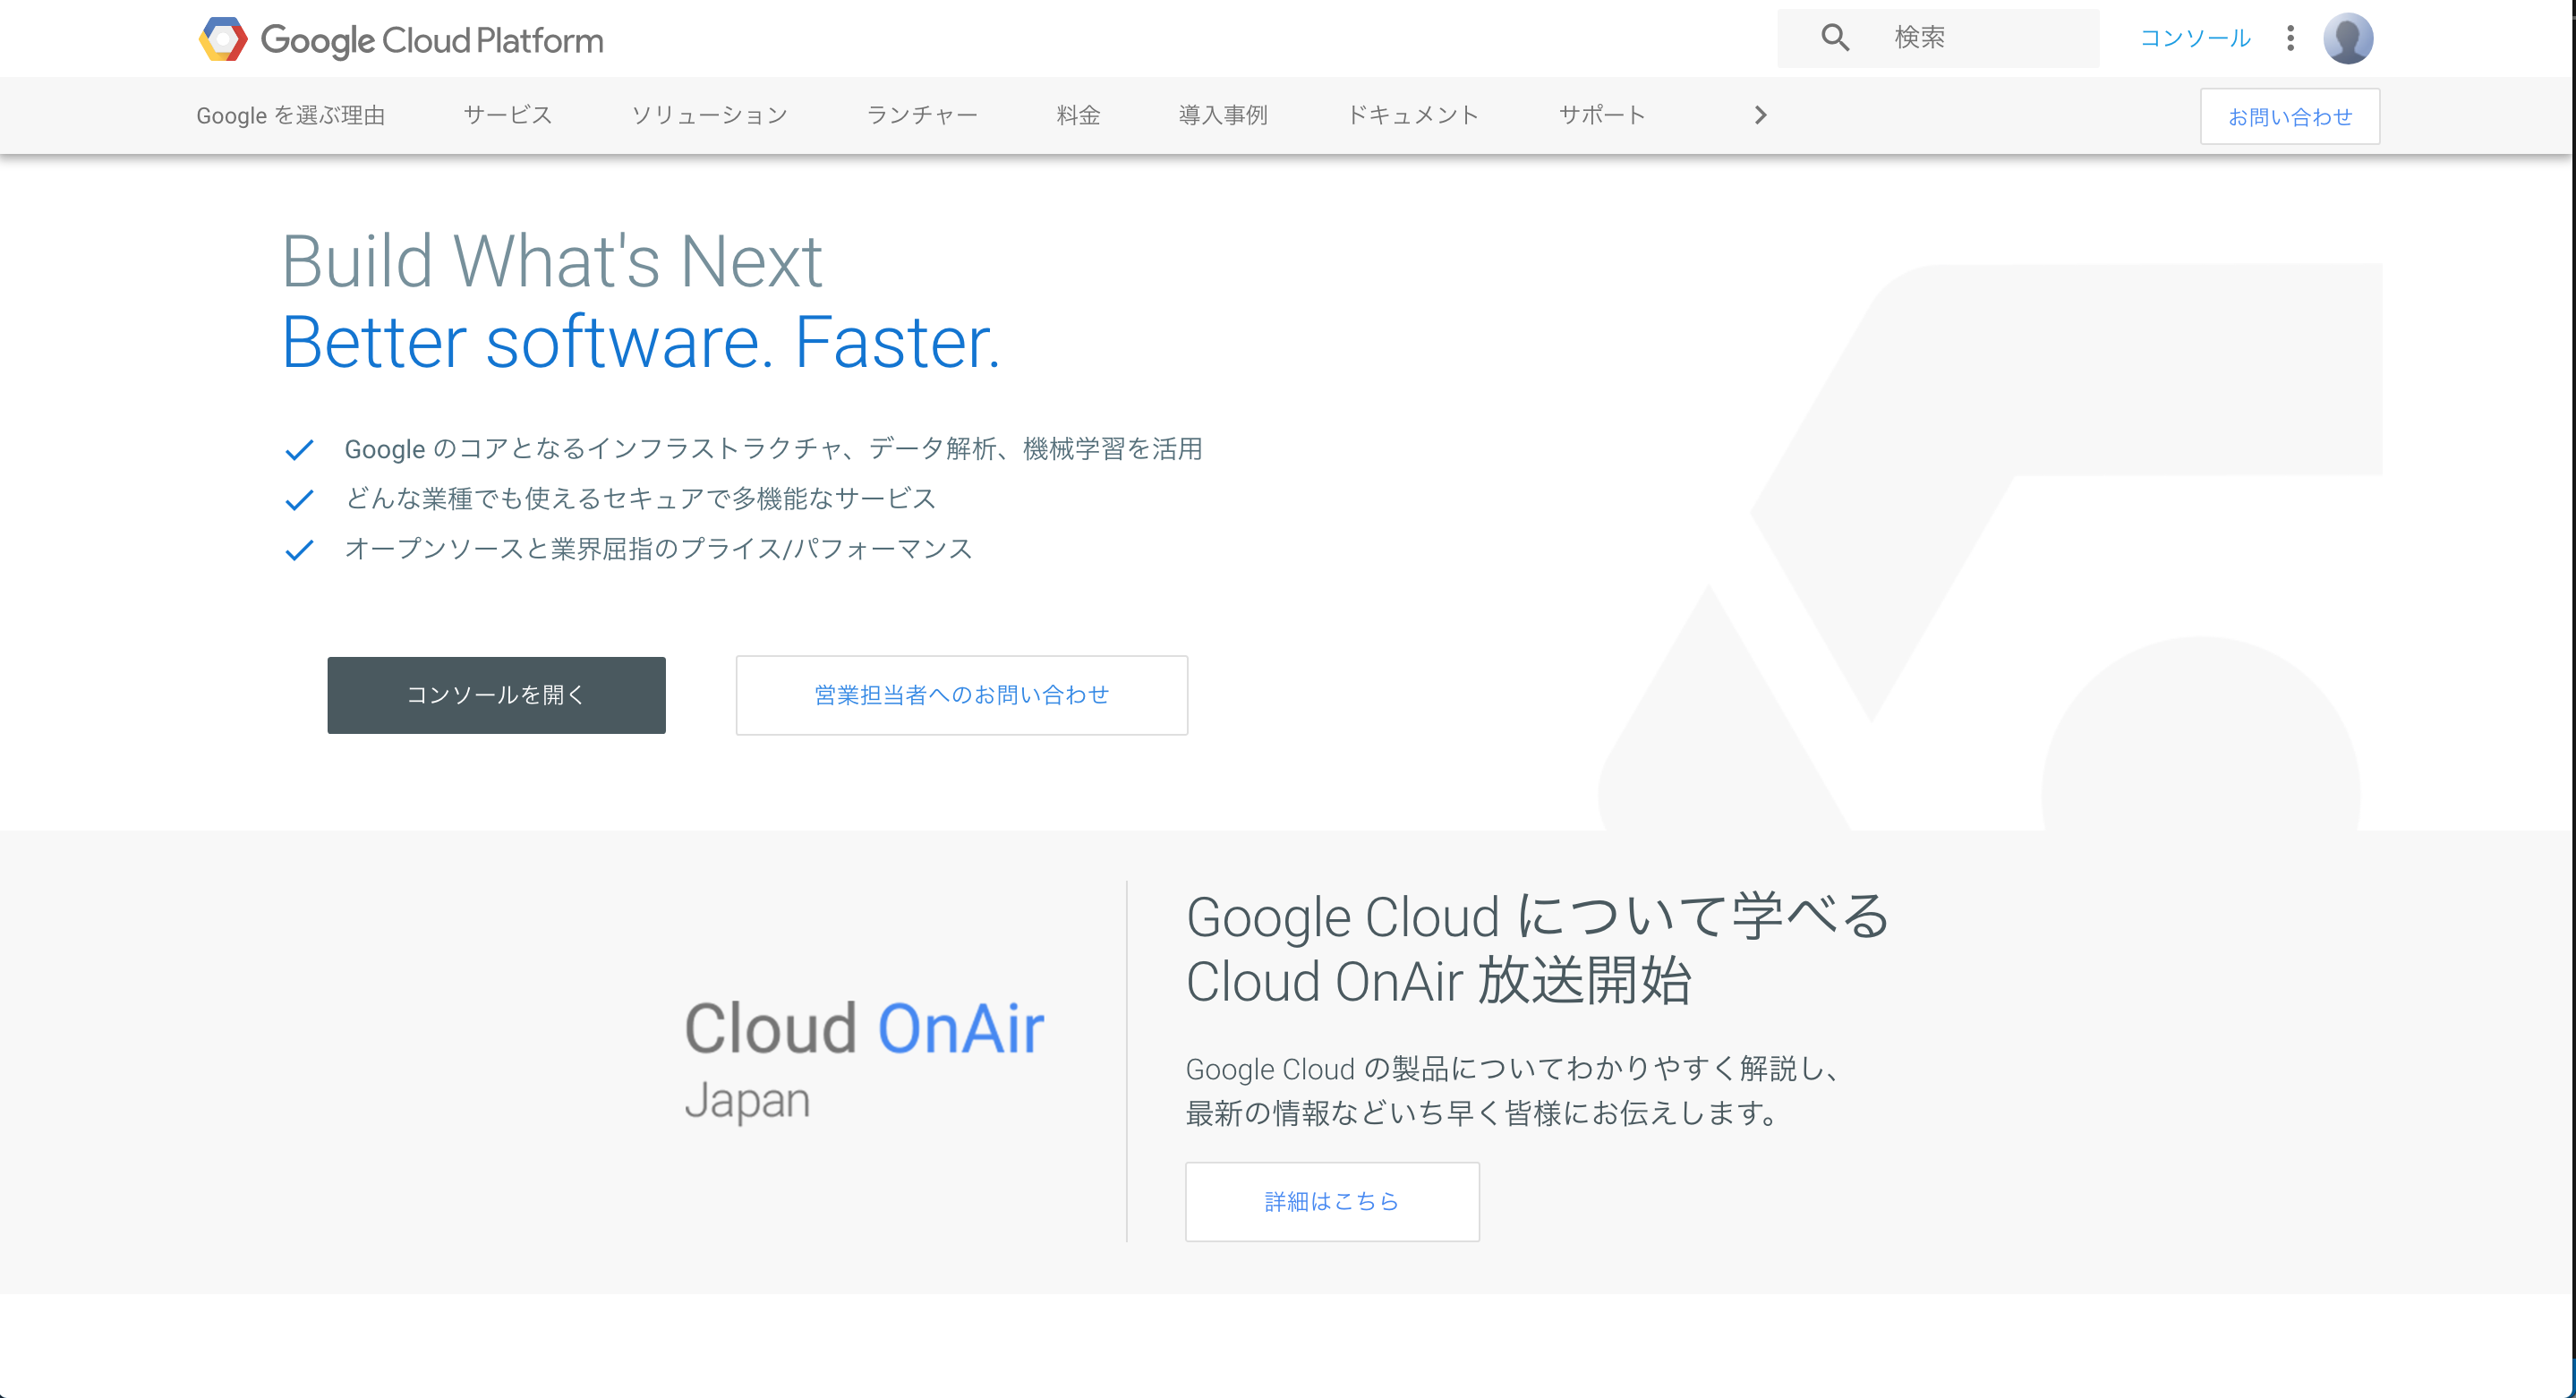 Google Cloud Platform
検索
コンソール
Google を選ぶ理由
サービス
ソリューション
ランチャー
料金
導入事例
ドキュメント
サポート
お問い合わせ
Build What's Next
Better software. Faster.
Google のコアとなるインフラストラクチャ、データ解析、機械学習を活用
どんな業種でも使えるセキュアで多機能なサービス
オープンソースと業界屈指のプライス/パフォーマンス
コンソールを開く
営業担当者へのお問い合わせ
Cloud OnAir
Japan
Google Cloud について学べる
Cloud OnAir 放送開始
Google Cloud の製品についてわかりやすく解説し、
最新の情報などいち早く皆様にお伝えします。
詳細はこちら